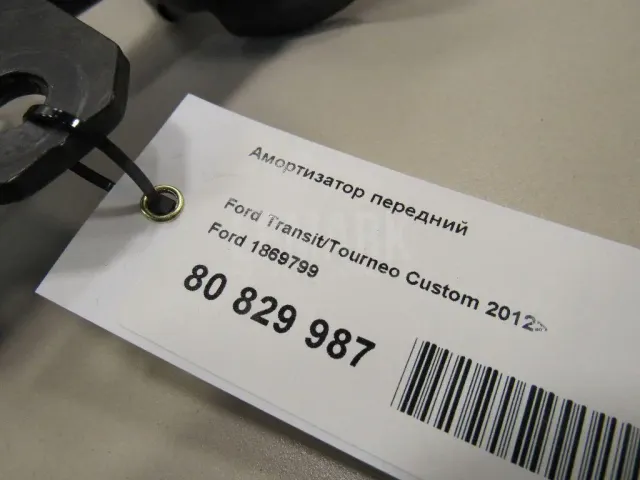 Амортизатор передний
Ford Transit/Tourneo Custom 2012>
Ford 1869799
80 829 987